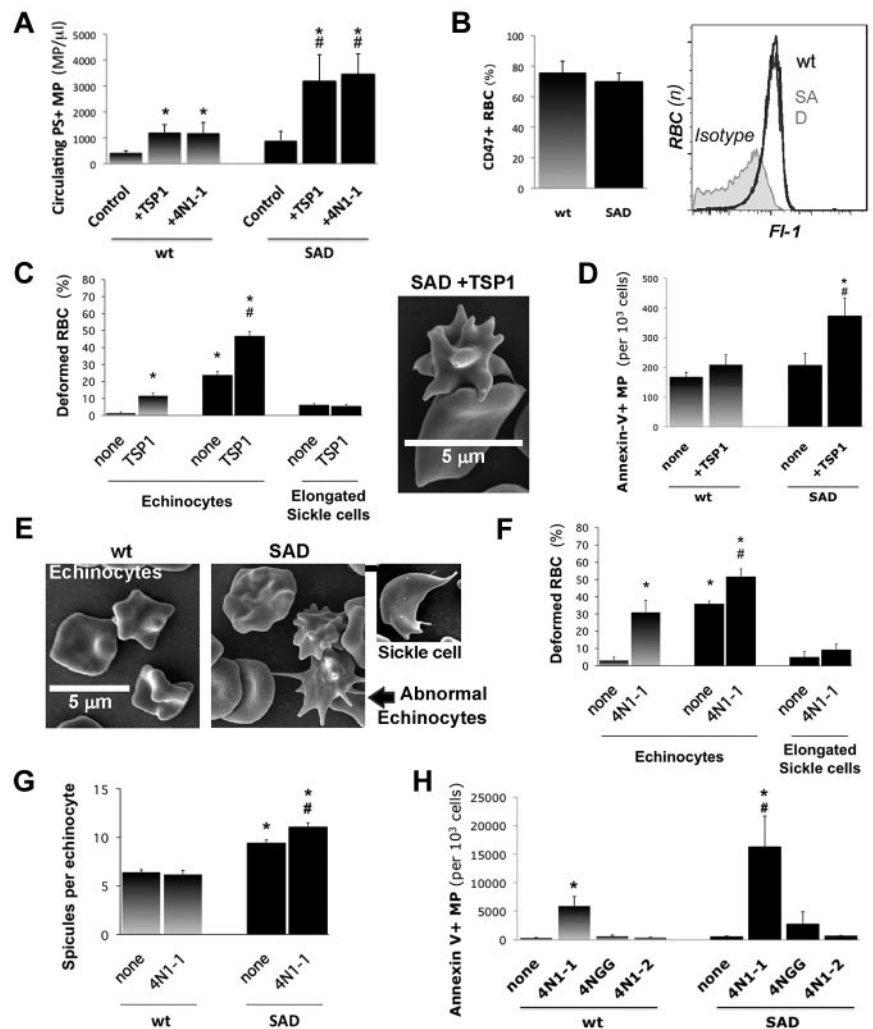 A
Circulating PS+ MP (MP/µl)
6000
5000
4000
3000
2000
1000
0
*
*
*
#
*
#
Control
+TSP1
+4N1-1
Control
+TSP1
+4N1-1
wt
SAD
B
CD47+ RBC (%)
100
80
60
40
20
0
wt
SAD
RBC (n)
Isotype
wt
SA
D
Fl-1
C
Deformed RBC (%)
80
70
60
50
40
30
20
10
0
*
*
*
#
none
TSP1
none
TSP1
none
TSP1
Echinocytes
Elongated
Sickle cells
SAD +TSP1
5 µm
D
Annexin-V+ MP (per 10³ cells)
500
400
300
200
100
0
*
#
none
+TSP1
none
+TSP1
wt
SAD
E
wt
Echinocytes
5 µm
SAD
Sickle cell
Abnormal
Echinocytes
F
Deformed RBC (%)
80
70
60
50
40
30
20
10
0
*
*
*
#
none
4N1-1
none
4N1-1
none
4N1-1
Echinocytes
Elongated
Sickle cells
G
Spicules per echinocyte
15
10
5
0
*
*
#
none
4N1-1
none
4N1-1
wt
SAD
H
Annexin V+ MP (per 10³ cells)
25000
20000
15000
10000
5000
0
*
*
#
none
4N1-1
4NGG
4N1-2
none
4N1-1
4NGG
4N1-2
wt
SAD